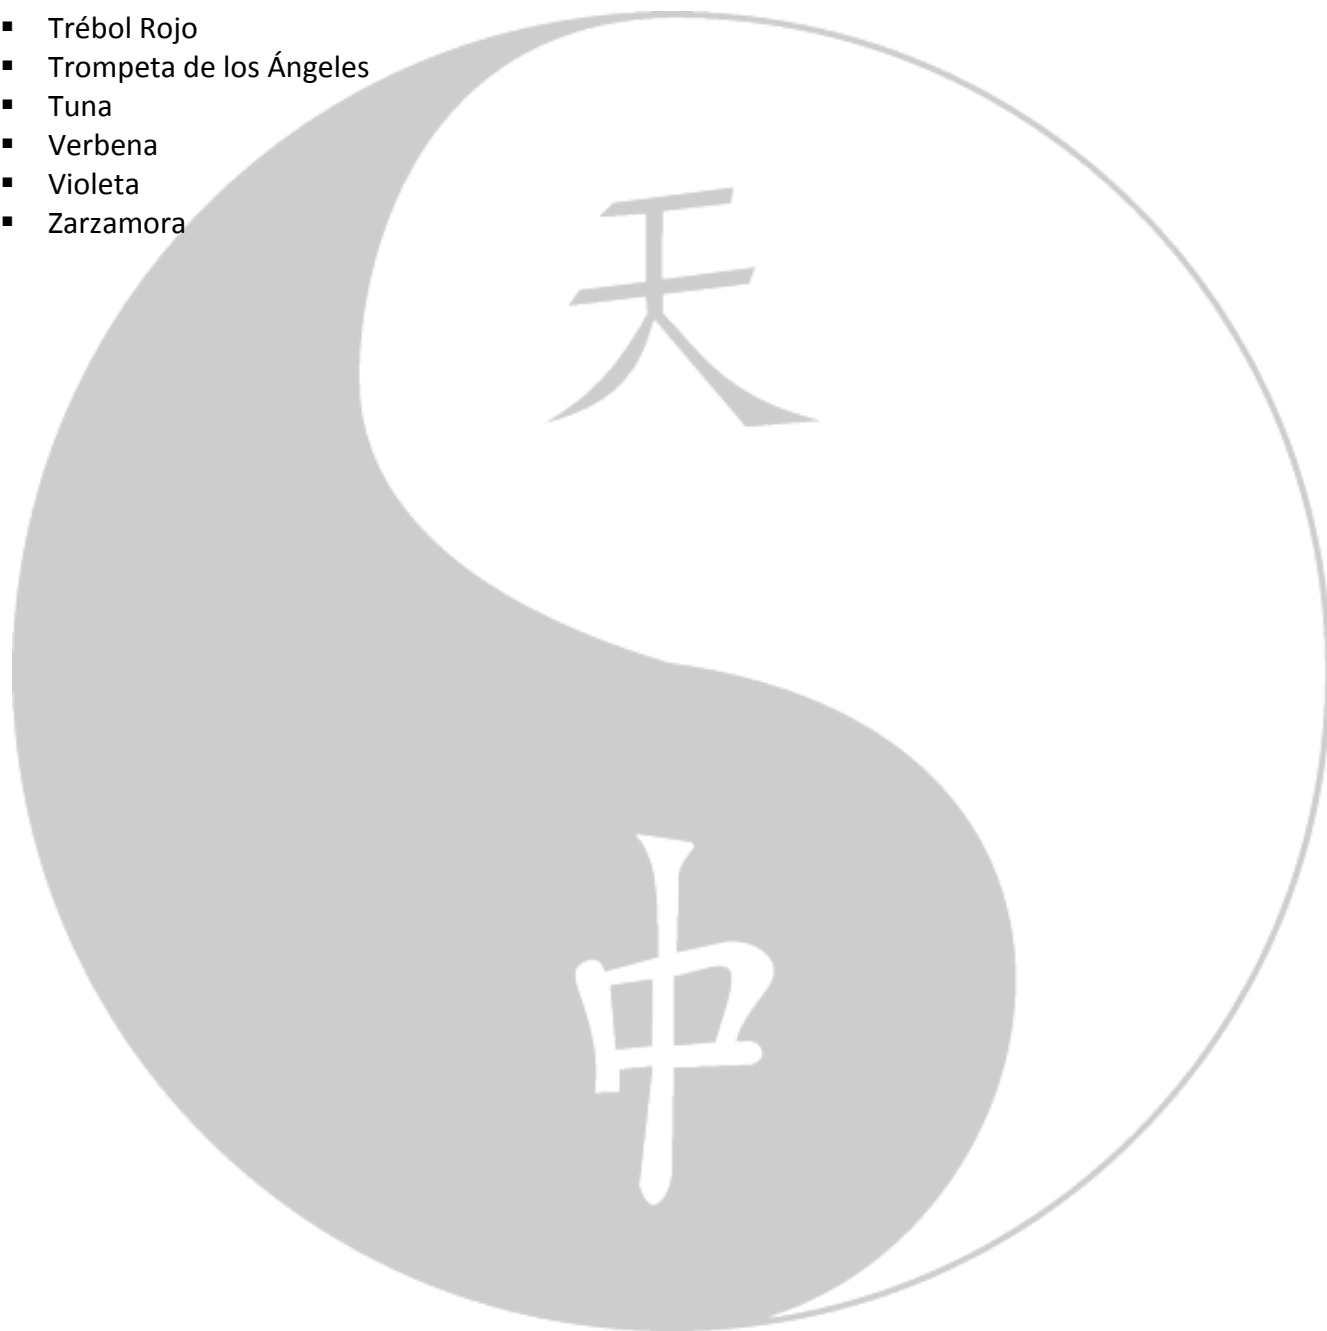 ▪ Trébol Rojo
▪ Trompeta de los Ángeles
▪ Tuna
▪ Verbena
▪ Violeta
▪ Zarzamora
天
中